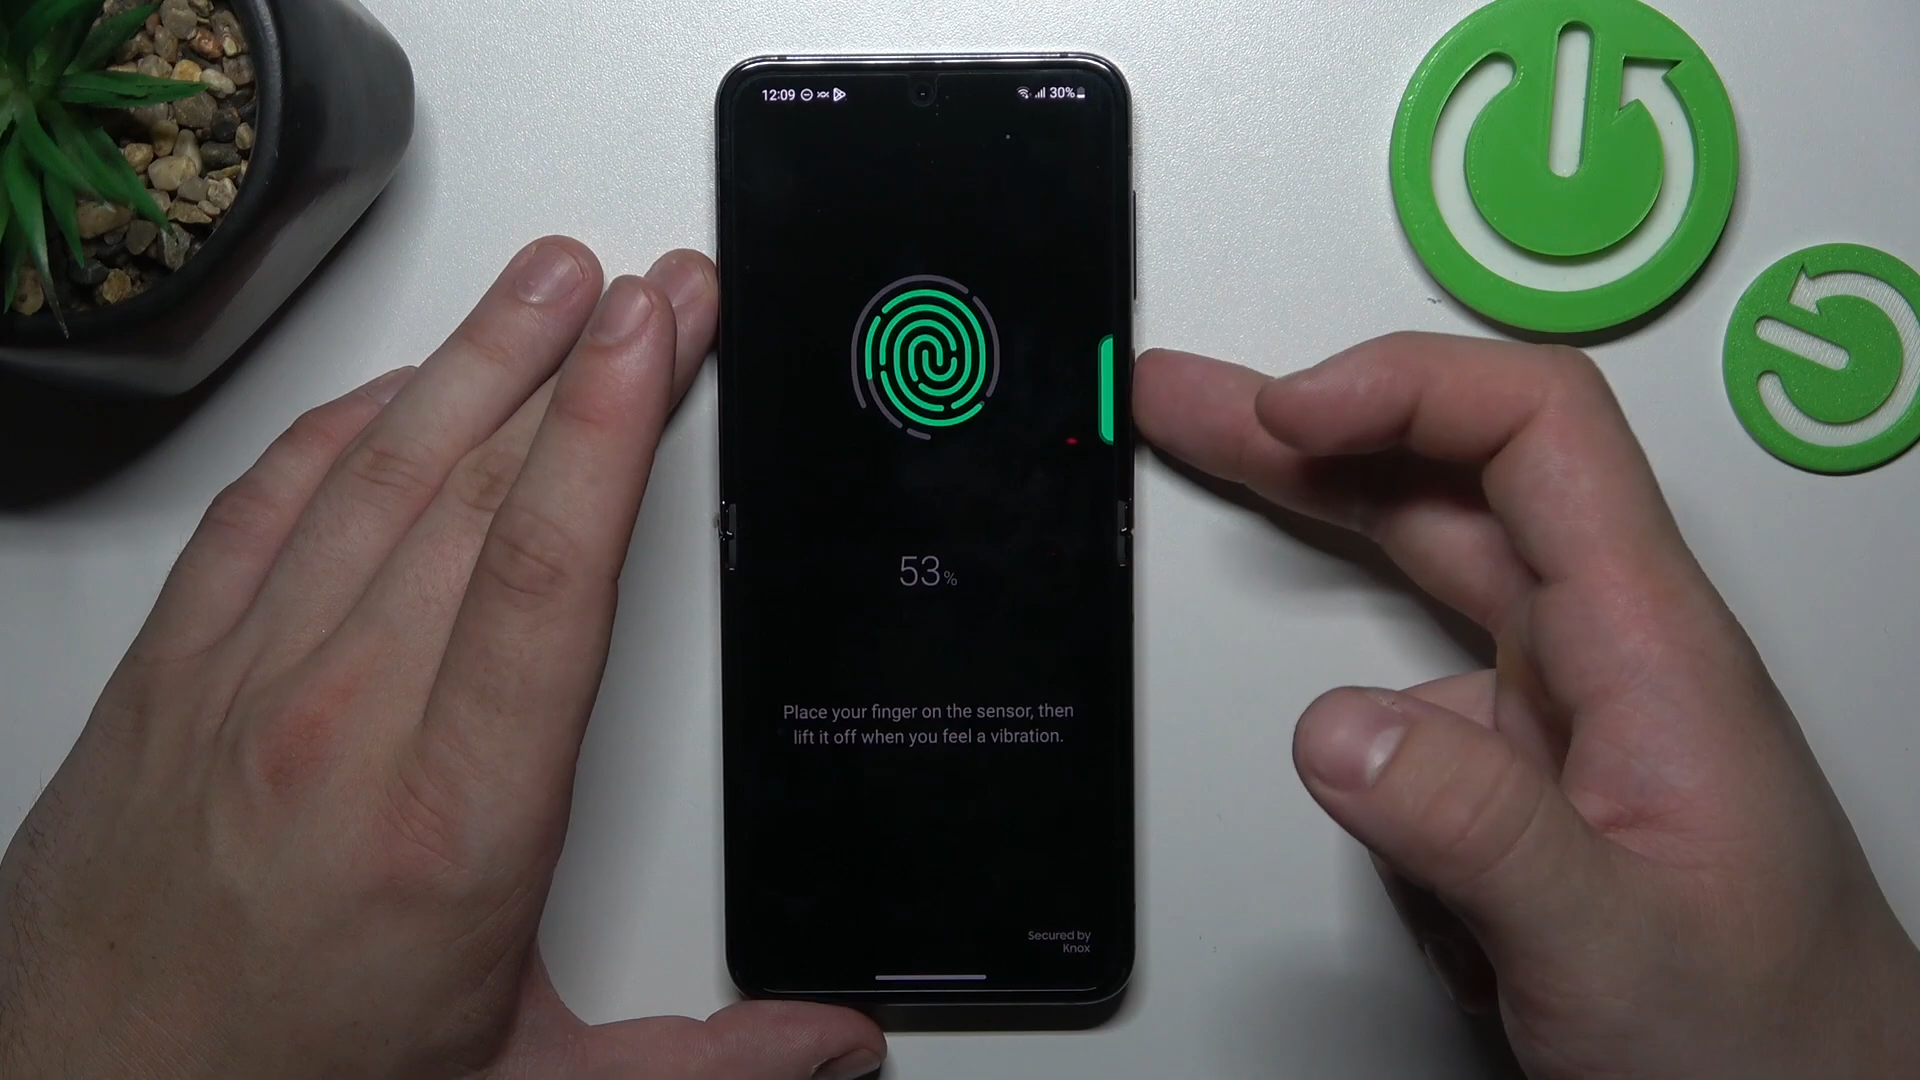 12:09
30%
53%
Place your finger on the sensor, then
lift it off when you feel a vibration.
Secured by
Knox